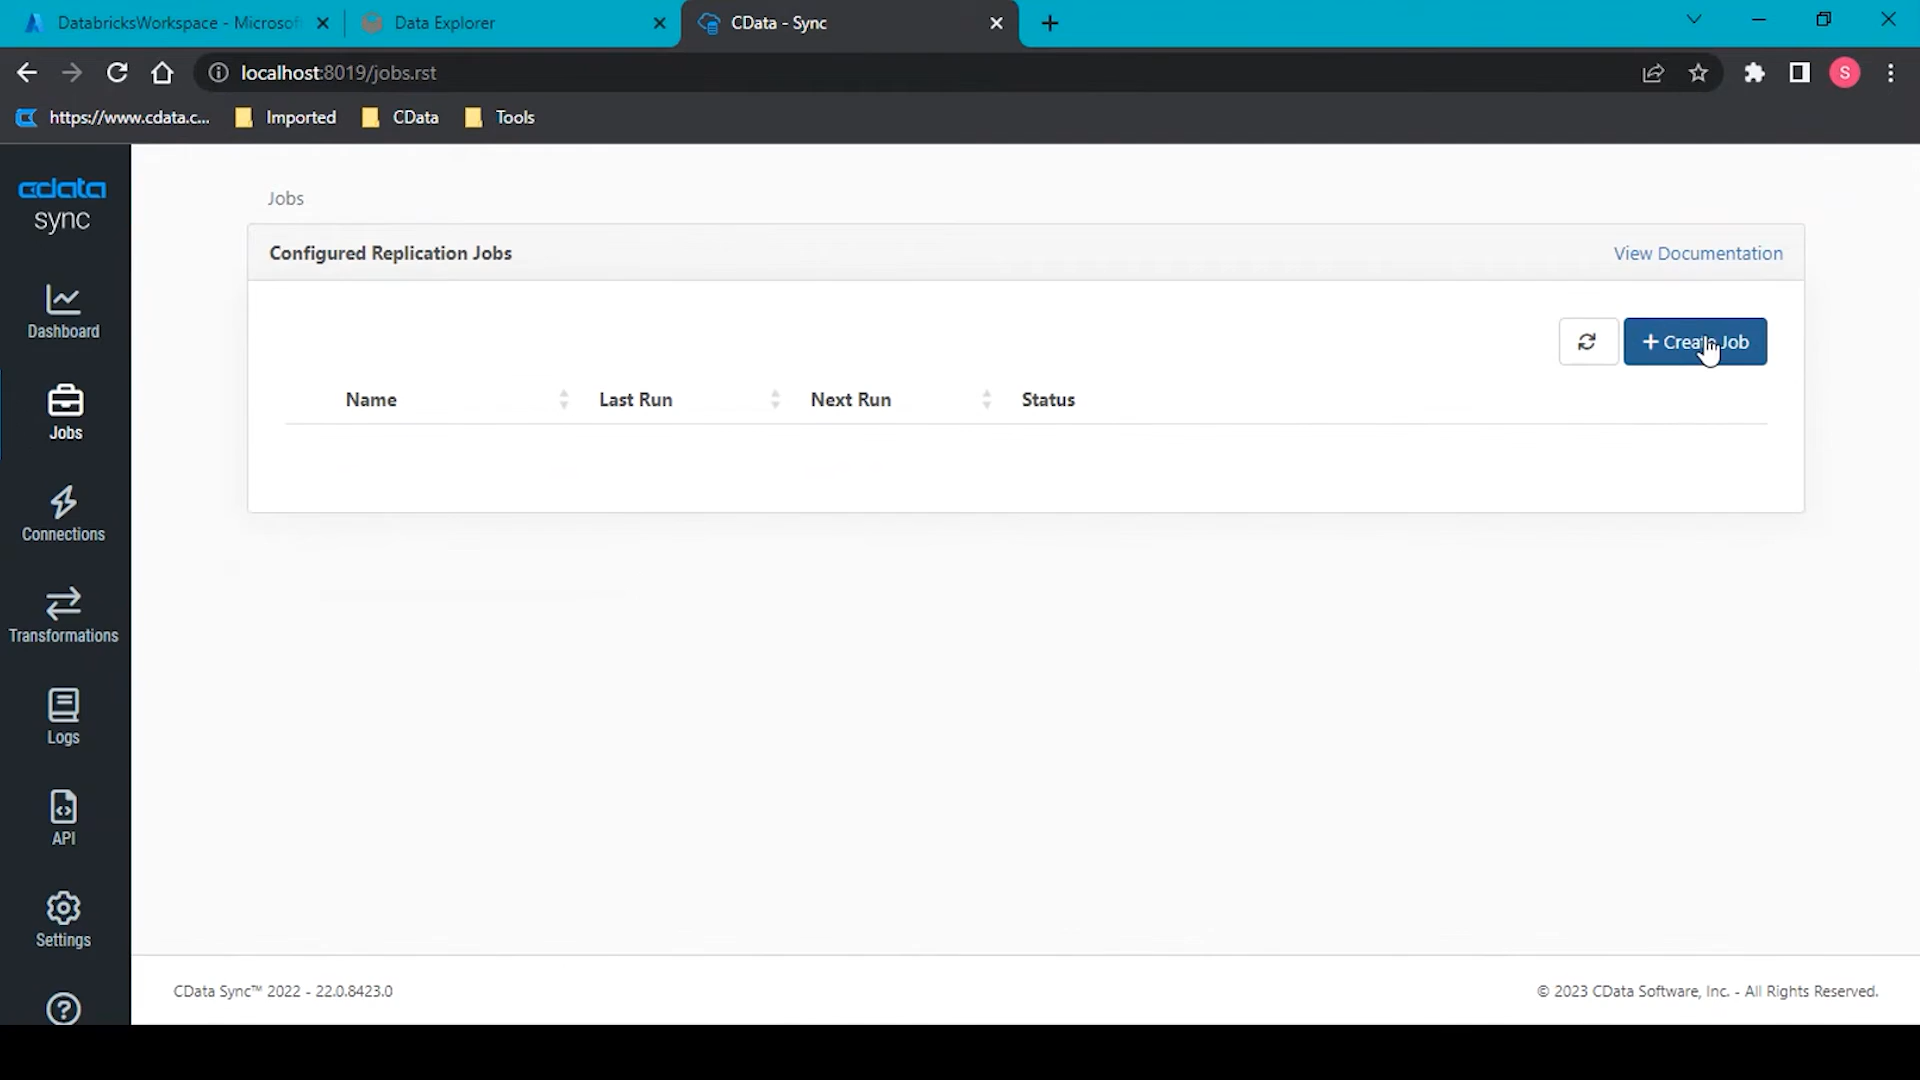 DatabricksWorkspace - Microsof
Data Explorer
CData - Sync
localhost:8019/jobs.rst
S
https://www.cdata.c...
Imported
CData
Tools
cdata
sync
Dashboard
Jobs
Connections
Transformations
Logs
API
Settings
Jobs
Configured Replication Jobs
View Documentation
+ Create Job
Name
Last Run
Next Run
Status
CData Sync™ 2022 - 22.0.8423.0
© 2023 CData Software, Inc. - All Rights Reserved.